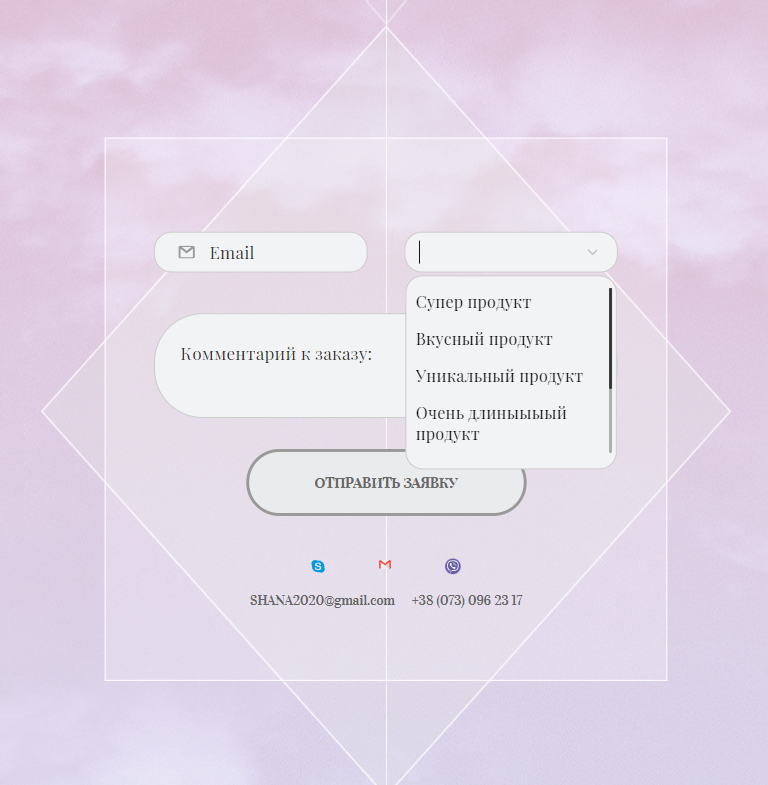 Email
Супер продукт
Вкусный продукт
Уникальный продукт
Очень длиныыыый
продукт
Комментарий к заказу:
ОТПРАВИТЬ ЗАЯВКУ
SHANA2020@gmail.com +38 (073) 096 23 17